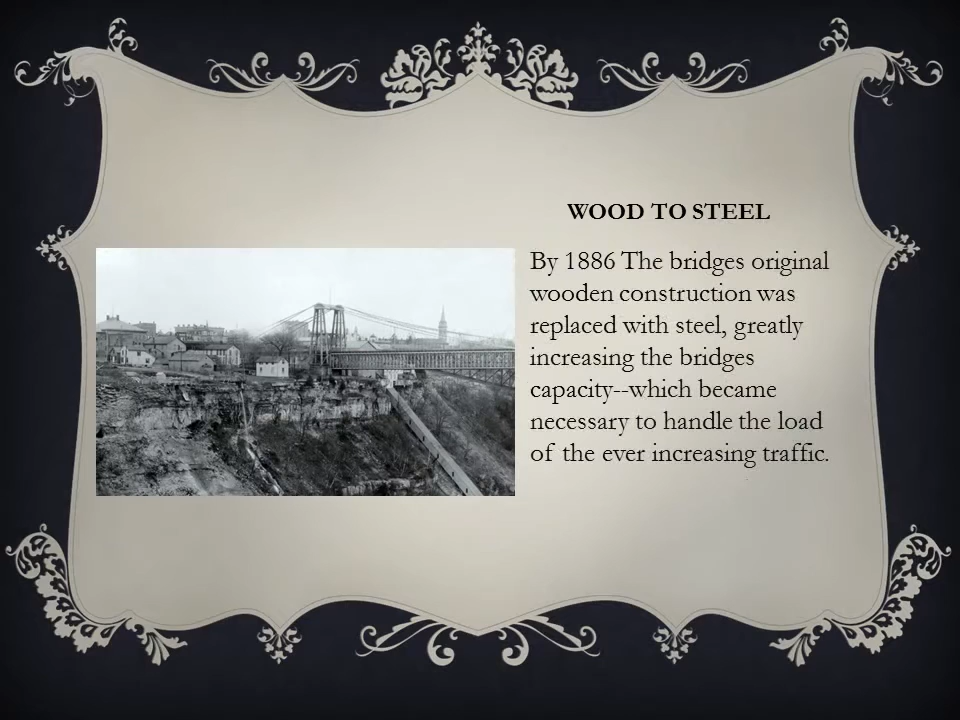 WOOD TO STEEL
By 1886 The bridges original
wooden construction was
replaced with steel, greatly
increasing the bridges
capacity--which became
necessary to handle the load
of the ever increasing traffic.